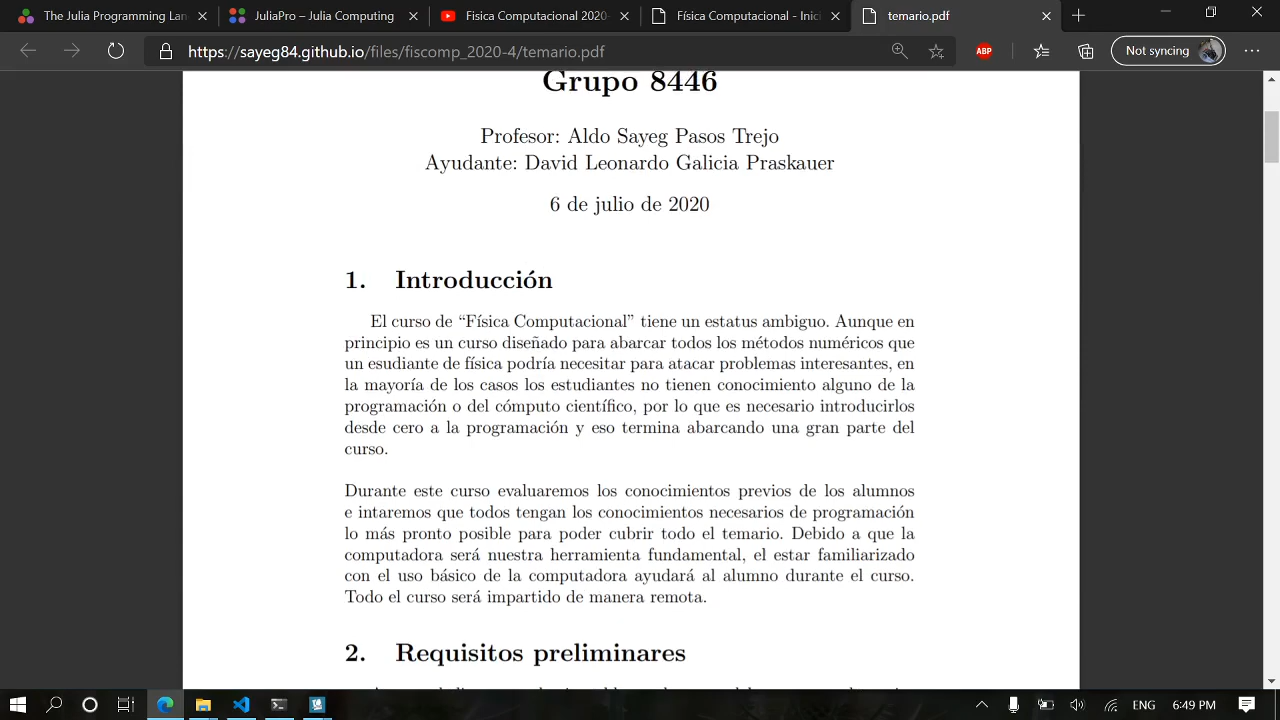 The Julia Programming Lan
JuliaPro – Julia Computing
Fisica Computacional 2020-
Física Computacional - Inic
temario.pdf
https://sayeg84.github.io/files/fiscomp_2020-4/temario.pdf
ABP
Not syncing
Grupo 8446
Profesor: Aldo Sayeg Pasos Trejo
Ayudante: David Leonardo Galicia Praskauer
6 de julio de 2020
1. Introducción
El curso de “Física Computacional” tiene un estatus ambiguo. Aunque en
principio es un curso diseñado para abarcar todos los métodos numéricos que
un esudiante de física podría necesitar para atacar problemas interesantes, en
la mayoría de los casos los estudiantes no tienen conocimiento alguno de la
programación o del cómputo científico, por lo que es necesario introducirlos
desde cero a la programación y eso termina abarcando una gran parte del
curso.
Durante este curso evaluaremos los conocimientos previos de los alumnos
e intaremos que todos tengan los conocimientos necesarios de programación
lo más pronto posible para poder cubrir todo el temario. Debido a que la
computadora será nuestra herramienta fundamental, el estar familiarizado
con el uso básico de la computadora ayudará al alumno durante el curso.
Todo el curso será impartido de manera remota.
2. Requisitos preliminares
ENG
6:49 PM